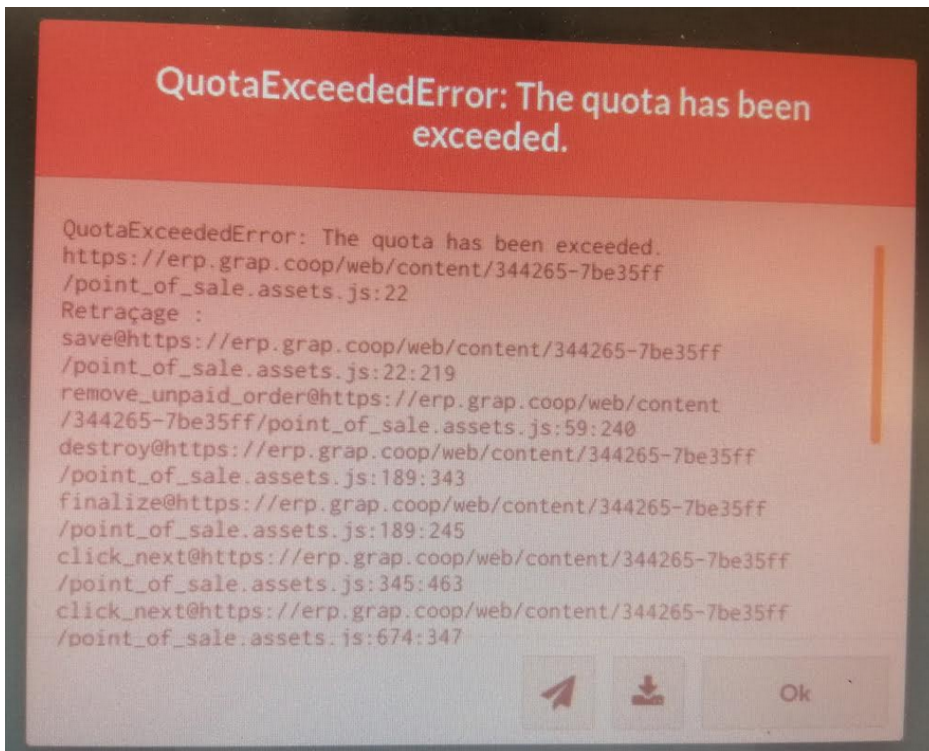 QuotaExceededError: The quota has been
exceeded.
QuotaExceededError: The quota has been exceeded.
https://erp.grap.coop/web/content/344265-7be35ff
/point_of_sale.assets.js:22
Retraçage :
save@https://erp.grap.coop/web/content/344265-7be35ff
/point_of_sale.assets.js:22:219
remove_unpaid_order@https://erp.grap.coop/web/content
/344265-7be35ff/point_of_sale.assets.js:59:240
destroy@https://erp.grap.coop/web/content/344265-7be35ff
/point_of_sale.assets.js:189:343
finalize@https://erp.grap.coop/web/content/344265-7be35ff
/point_of_sale.assets.js:189:245
click_next@https://erp.grap.coop/web/content/344265-7be35ff
/point_of_sale.assets.js:345:463
click_next@https://erp.grap.coop/web/content/344265-7be35ff
/point_of_sale.assets.js:674:347
Ok